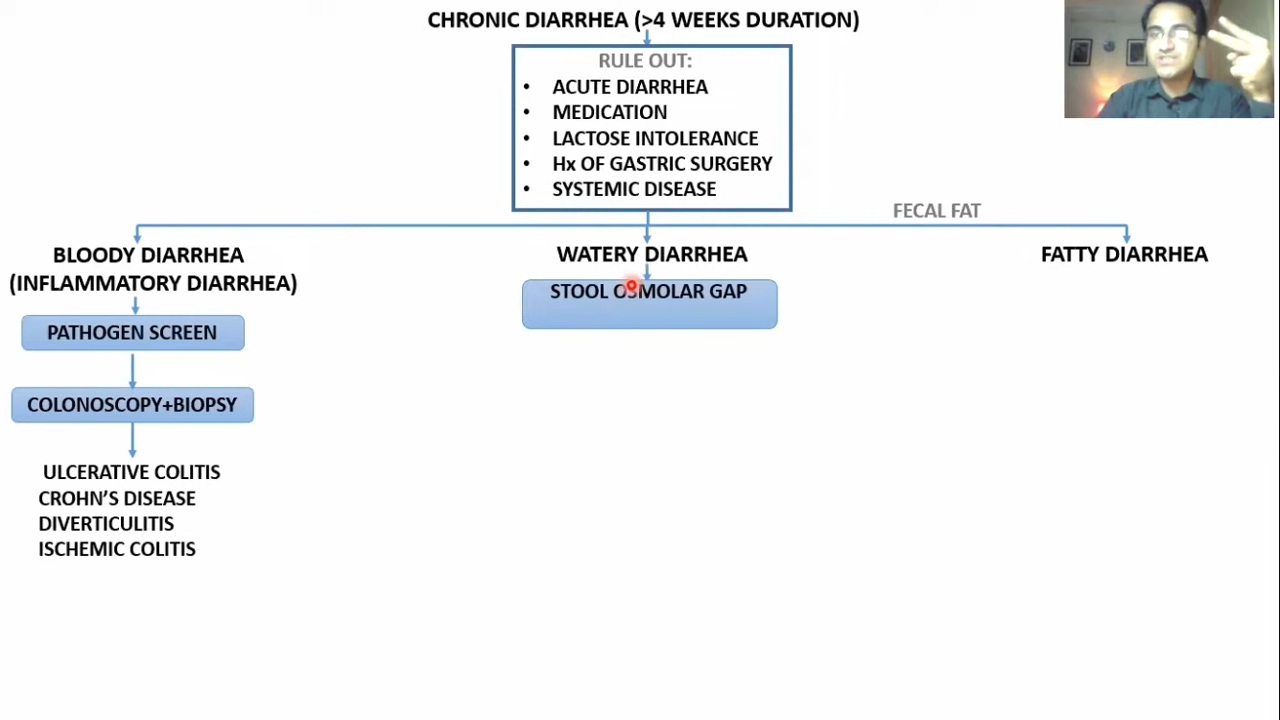 CHRONIC DIARRHEA (>4 WEEKS DURATION)
RULE OUT:
• ACUTE DIARRHEA
• MEDICATION
• LACTOSE INTOLERANCE
• Hx OF GASTRIC SURGERY
• SYSTEMIC DISEASE
FECAL FAT
BLOODY DIARRHEA
(INFLAMMATORY DIARRHEA)
PATHOGEN SCREEN
COLONOSCOPY+BIOPSY
ULCERATIVE COLITIS
CROHN'S DISEASE
DIVERTICULITIS
ISCHEMIC COLITIS
WATERY DIARRHEA
STOOL OSMOLAR GAP
FATTY DIARRHEA